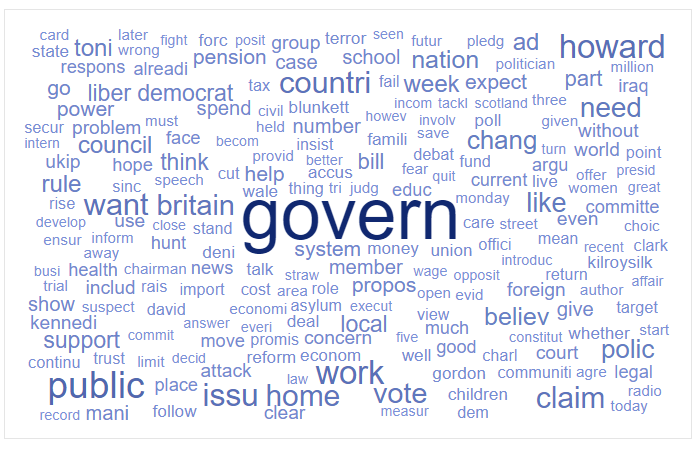 card later fight forc posit group terror seen futur pledg ad howard
state toni wrong pension case school nation politician million
respons alreadi tax countri fail week expect part iraq
go liber democrat blunkett incom tackl scotland three need
power spend civil howev involv poll given without
secur problem must face held number famili save chang turn world point
intern council becom insist debat argu
ukip hope think provid better accus bill fear fund offer presid
rule sinc speech cut help judg quit current live women great
rise want britain wale thing tri educ monday like committe
develop use close stand govern care street even choic
ensur inform hunt deni system money union offici mean recent clark
away introduc kilroysilk
busi health chairman news talk straw member wage opposit return affair
trial includ rais import cost area role propos open evid foreign author
show suspect david economi asylum execut view believ give target
kennedi answer everi deal local much constitut whether start
support commit move promis concern five good polic
continu trust limit decid reform econom well charl court
attack law work gordon communiti agre legal
public place issu home vote children claim radio
record mani follow clear measur dem today